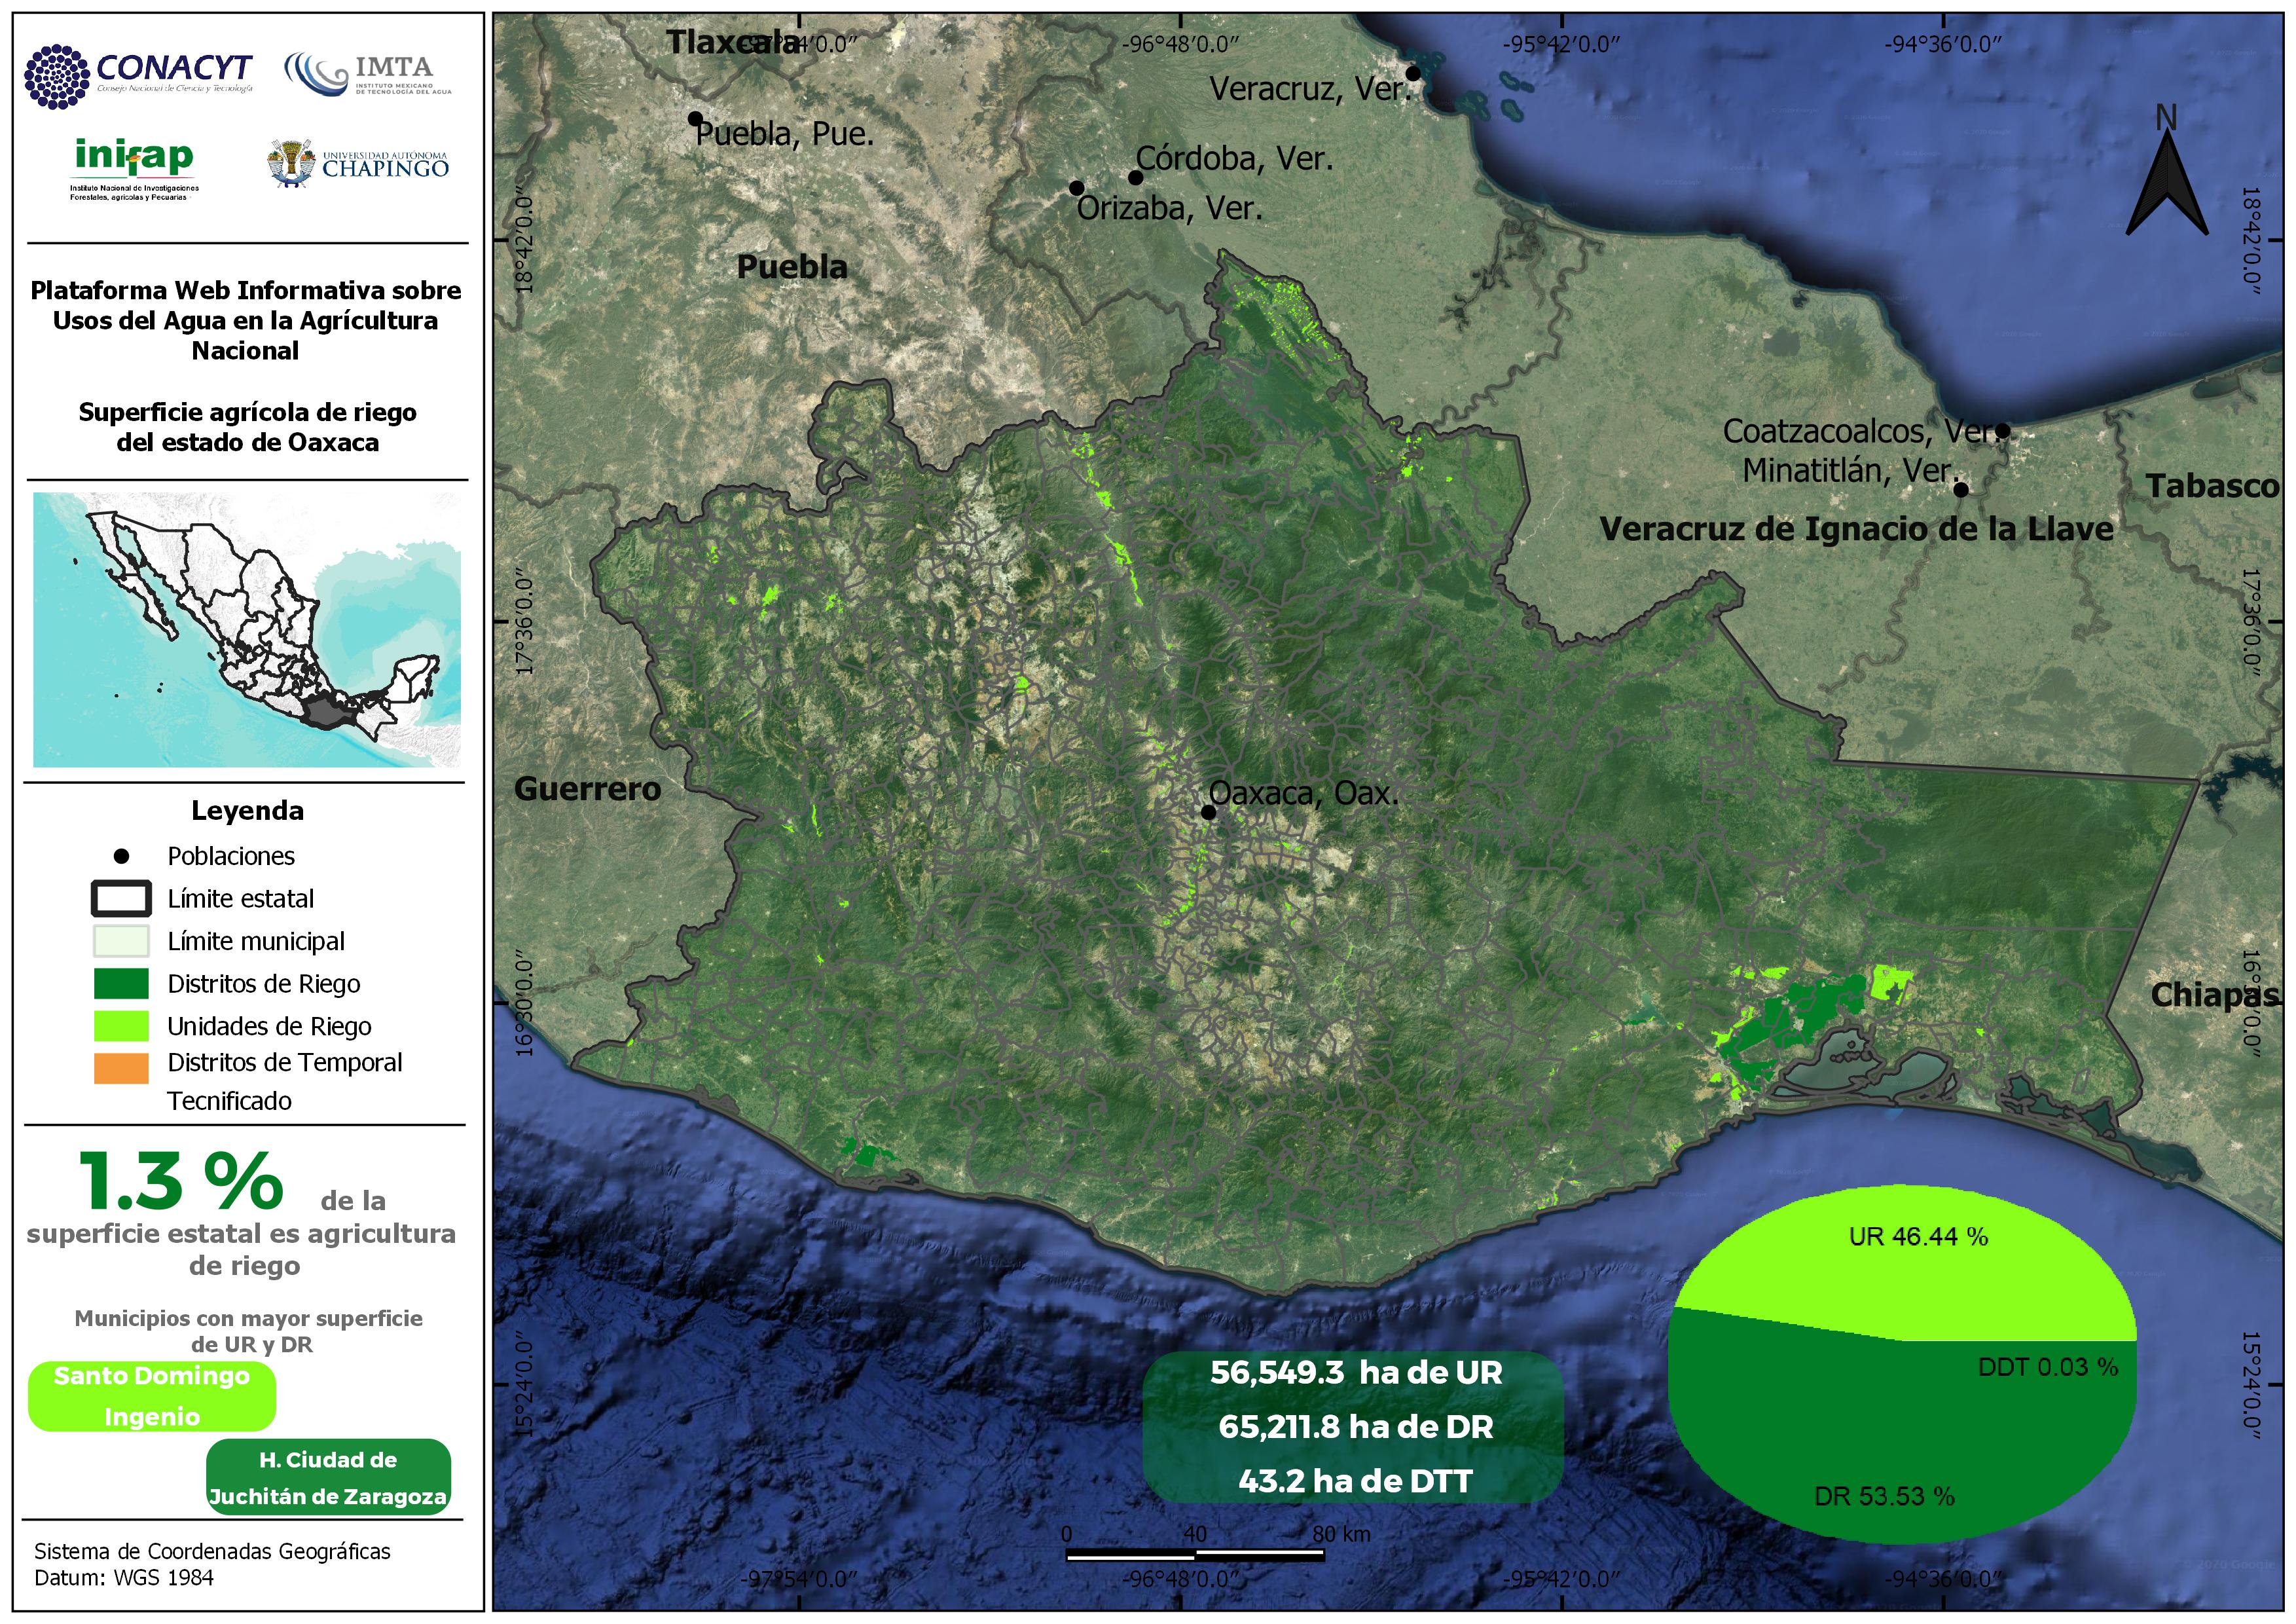 CONACYT
Consejo Nacional de Ciencia y Tecnología
IMTA
INSTITUTO MEXICANO
DE TECNOLOGÍA DEL AGUA
inifap
Instituto Nacional de Investigaciones
Forestales, agrícolas y Pecuarias
UNIVERSIDAD AUTÓNOMA
CHAPINGO
Plataforma Web Informativa sobre
Usos del Agua en la Agrícultura
Nacional
Superficie agrícola de riego
del estado de Oaxaca
Leyenda
Poblaciones
Límite estatal
Límite municipal
Distritos de Riego
Unidades de Riego
Distritos de Temporal
Tecnificado
1.3 % de la
superficie estatal es agricultura
de riego
Municipios con mayor superficie
de UR y DR
Santo Domingo
Ingenio
H. Ciudad de
Juchitán de Zaragoza
Sistema de Coordenadas Geográficas
Datum: WGS 1984
Tlaxcala
-96°48′0.0″
-95°42′0.0″
-94°36′0.0″
Veracruz, Ver.
N
Puebla, Pue.
Córdoba, Ver.
Orizaba, Ver.
18°42′0.0″
18°42′0.0″
Puebla
Coatzacoalcos, Ver.
Minatitlán, Ver.
Tabasco
Veracruz de Ignacio de la Llave
17°36′0.0″
17°36′0.0″
Guerrero
Oaxaca, Oax.
16°30′0.0″
Chiapas
UR 46.44 %
DDT 0.03 %
DR 53.53 %
56,549.3 ha de UR
65,211.8 ha de DR
43.2 ha de DTT
15°24′0.0″
15°24′0.0″
0 40 80 km
-97°54′0.0″
-96°48′0.0″
-95°42′0.0″
-94°36′0.0″